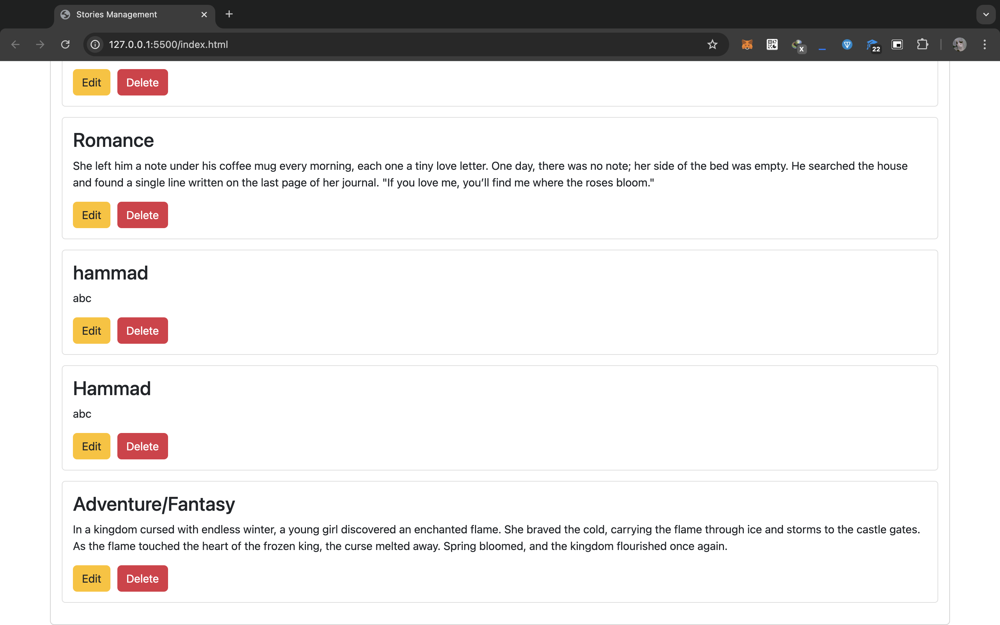 Stories Management
127.0.0.1:5500/index.html
X
22
Edit Delete
Romance
She left him a note under his coffee mug every morning, each one a tiny love letter. One day, there was no note; her side of the bed was empty. He searched the house
and found a single line written on the last page of her journal. "If you love me, you’ll find me where the roses bloom."
Edit Delete
hammad
abc
Edit Delete
Hammad
abc
Edit Delete
Adventure/Fantasy
In a kingdom cursed with endless winter, a young girl discovered an enchanted flame. She braved the cold, carrying the flame through ice and storms to the castle gates.
As the flame touched the heart of the frozen king, the curse melted away. Spring bloomed, and the kingdom flourished once again.
Edit Delete